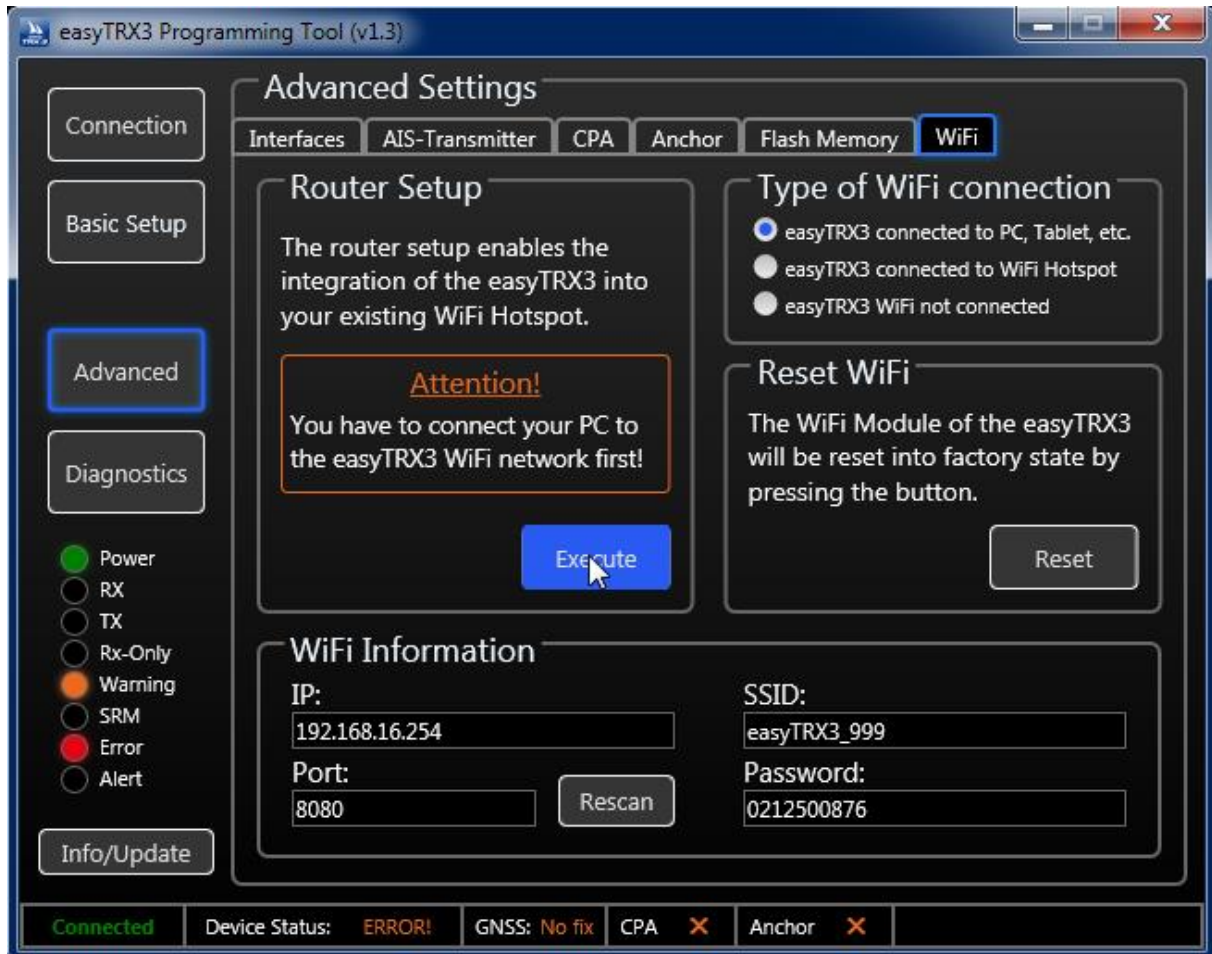 easyTRX3 Programming Tool (v1.3)
Connection
Basic Setup
Advanced
Diagnostics
Power
RX
TX
Rx-Only
Warning
SRM
Error
Alert
Info/Update
Advanced Settings
Interfaces AIS-Transmitter CPA Anchor Flash Memory WiFi
Router Setup
The router setup enables the
integration of the easyTRX3 into
your existing WiFi Hotspot.
Attention!
You have to connect your PC to
the easyTRX3 WiFi network first!
Execute
Type of WiFi connection
easyTRX3 connected to PC, Tablet, etc.
easyTRX3 connected to WiFi Hotspot
easyTRX3 WiFi not connected
Reset WiFi
The WiFi Module of the easyTRX3
will be reset into factory state by
pressing the button.
Reset
WiFi Information
IP:
192.168.16.254
Port:
8080
Rescan
SSID:
easyTRX3_999
Password:
0212500876
Connected Device Status: ERROR! GNSS: No fix CPA X Anchor X